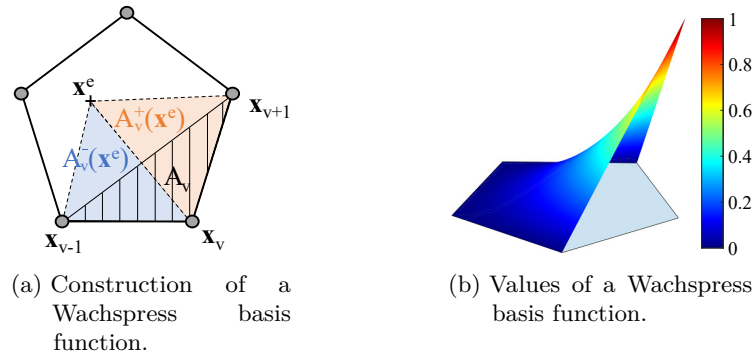 x^e
A_v^+(x^e)
x_{v+1}
A_v^-(x^e)
A_v
x_{v-1}
x_v
1
0.8
0.6
0.4
0.2
0
(a) Construction of a
Wachspress basis
function.
(b) Values of a Wachspress
basis function.